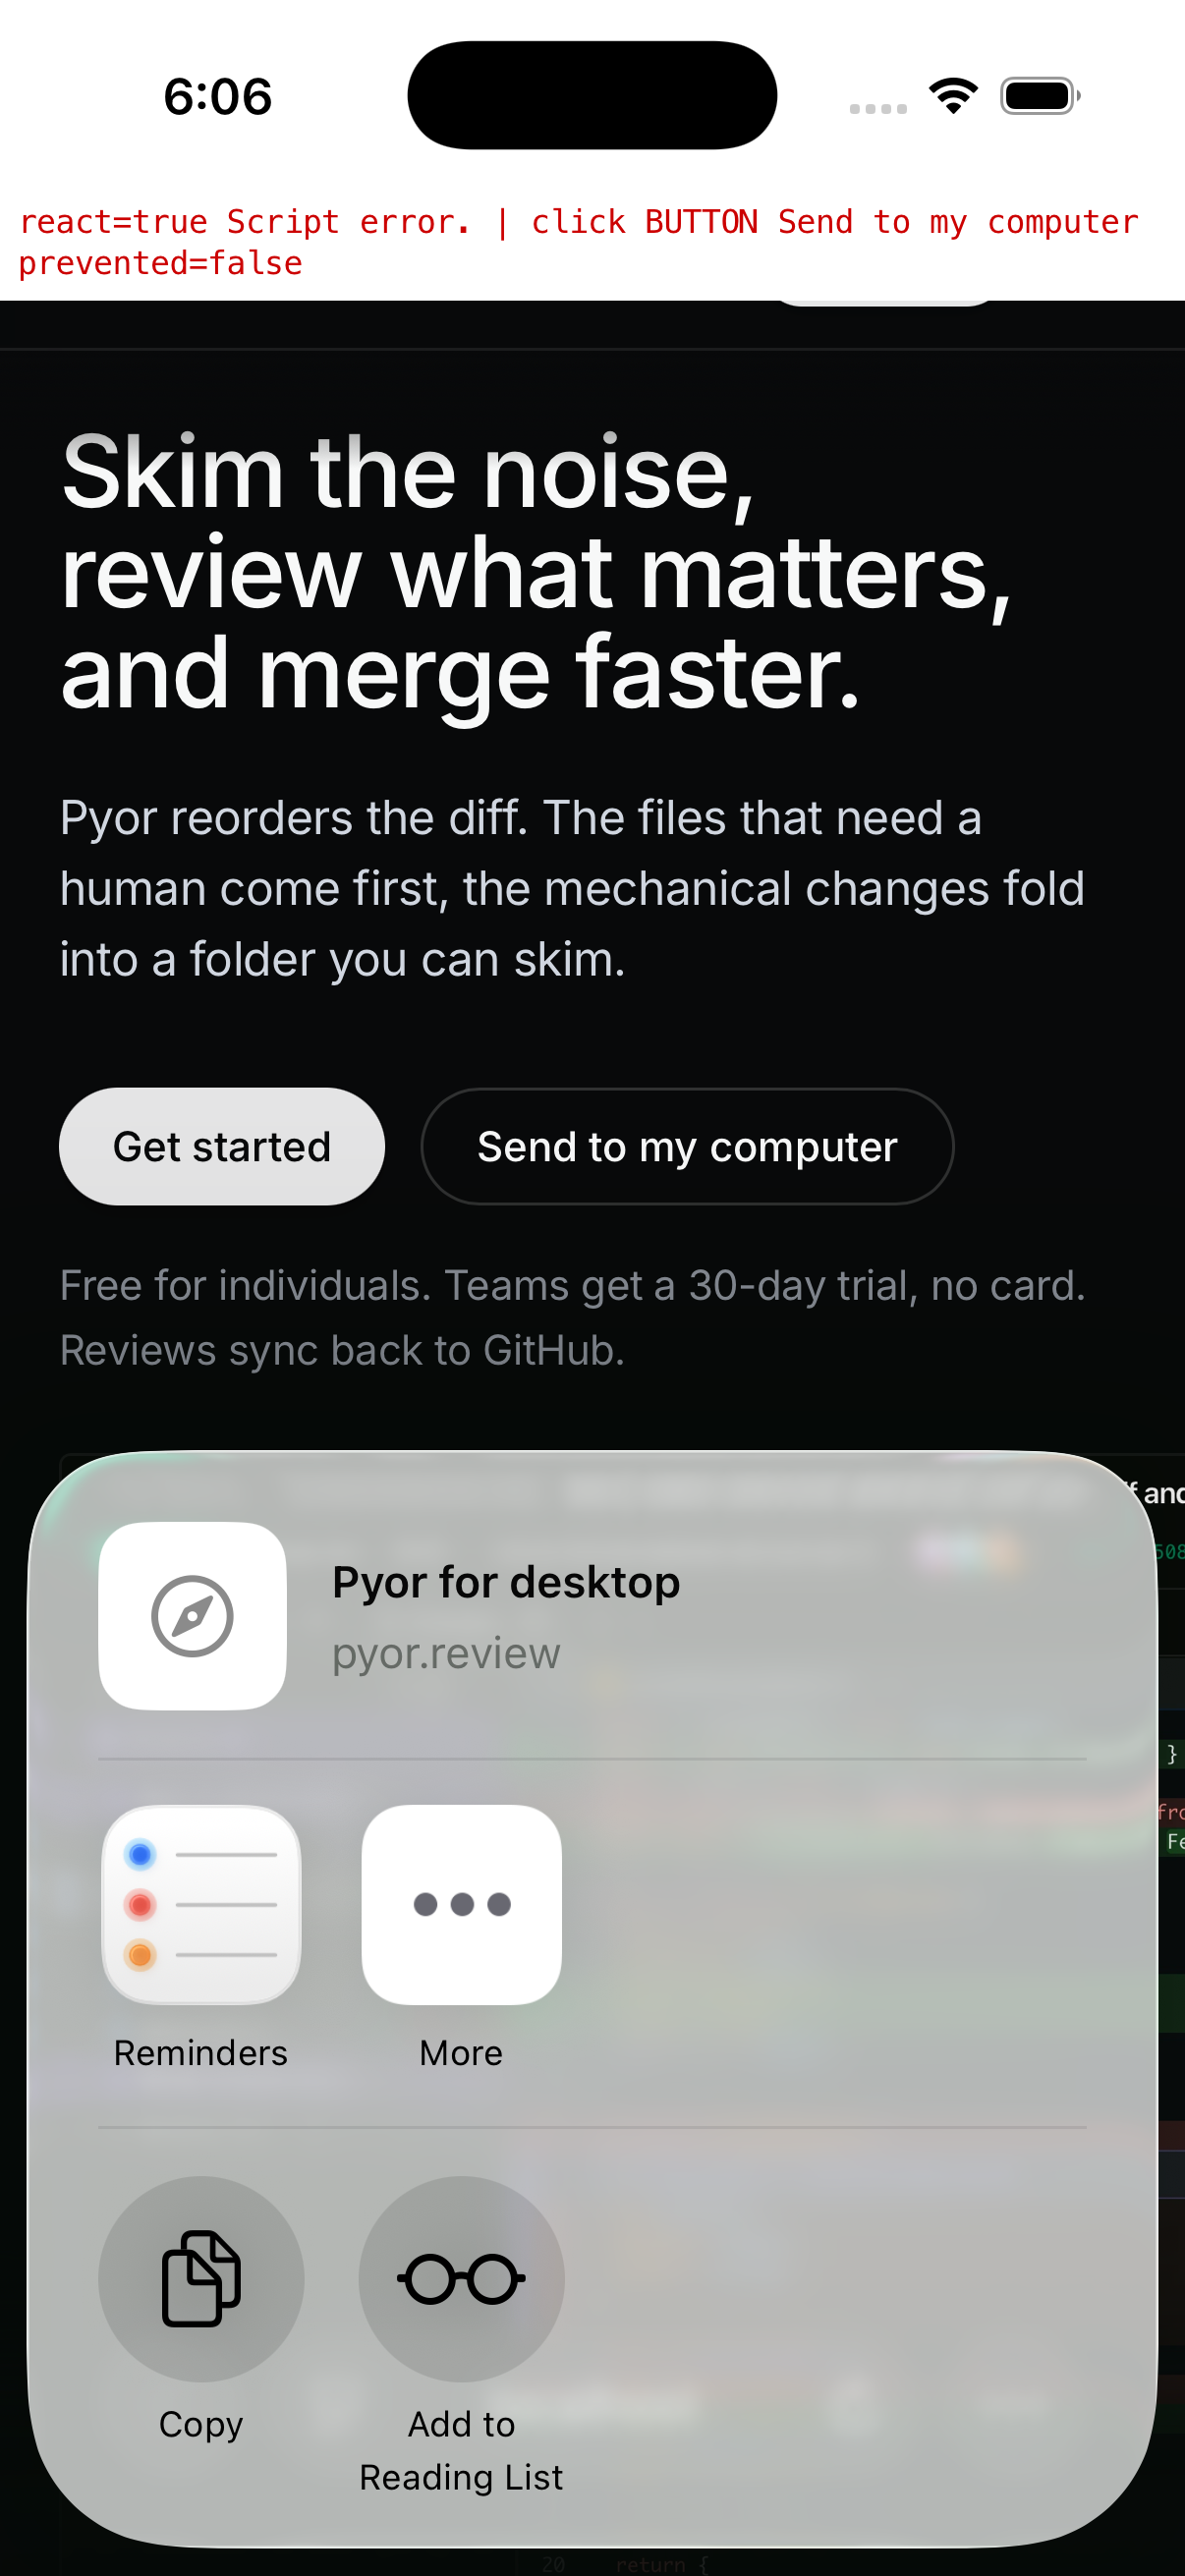 6:06
react=true Script error. | click BUTTON Send to my computer
prevented=false
Skim the noise,
review what matters,
and merge faster.
Pyor reorders the diff. The files that need a
human come first, the mechanical changes fold
into a folder you can skim.
Get started
Send to my computer
Free for individuals. Teams get a 30-day trial, no card.
Reviews sync back to GitHub.
and
508
Pyor for desktop
pyor.review
}
Reminders
More
Copy
Add to
Reading List
20 return {